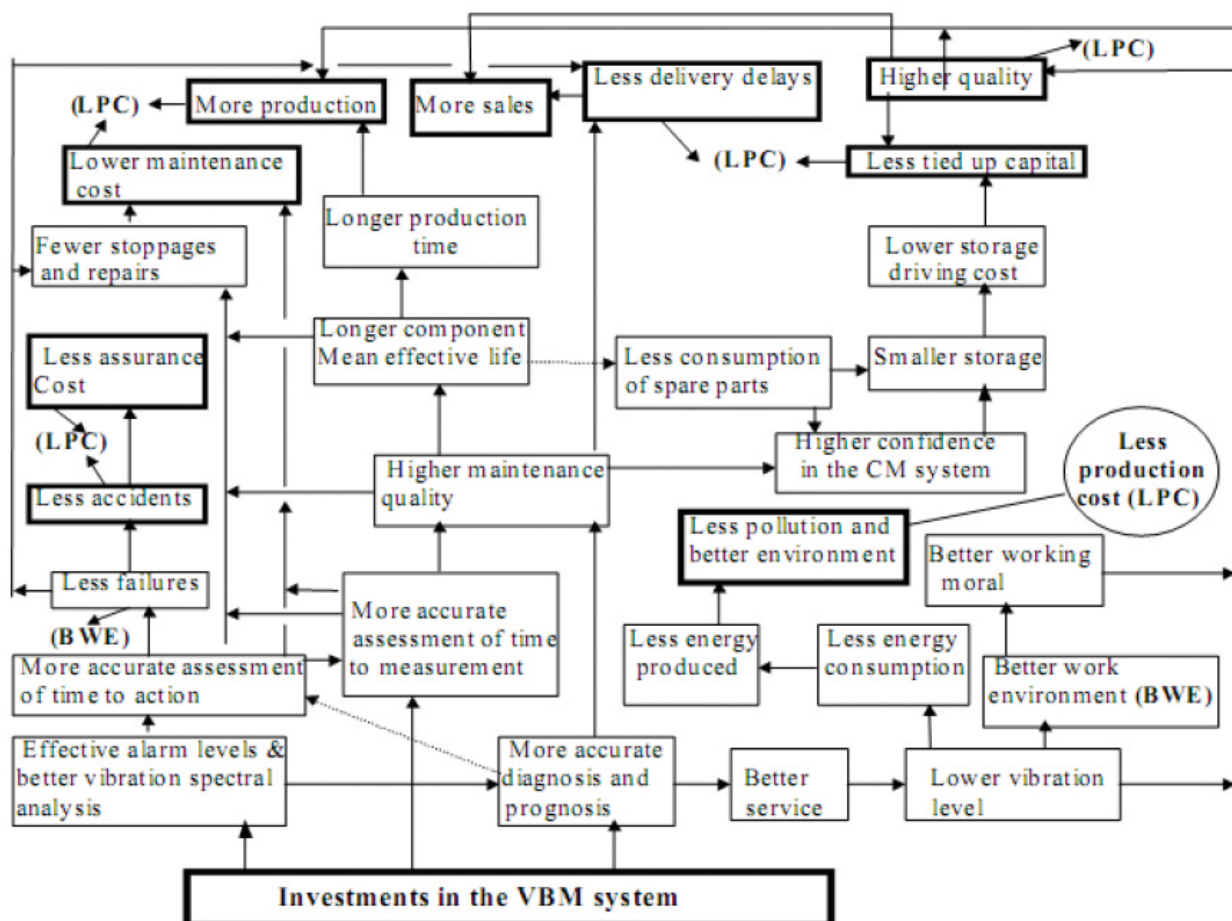 (LPC)
Less delivery delays
Higher quality
(LPC)
More production
More sales
(LPC)
Lower maintenance
cost
Less tied up capital
Longer production
time
Fewer stoppages
and repairs
Lower storage
driving cost
Longer component
Mean effective life
Less assurance
Cost
Less consumption
of spare parts
Smaller storage
(LPC)
Higher maintenance
quality
Higher confidence
in the CM system
Less
production
cost (LPC)
Less accidents
Less pollution and
better environment
Better working
moral
Less failures
(BWE)
More accurate
assessment of time
to measurement
Less energy
produced
Less energy
consumption
More accurate assessment
of time to action
Better work
environment (BWE)
Effective alarm levels &
better vibration spectral
analysis
More accurate
diagnosis and
prognosis
Better
service
Lower vibration
level
Investments in the VBM system